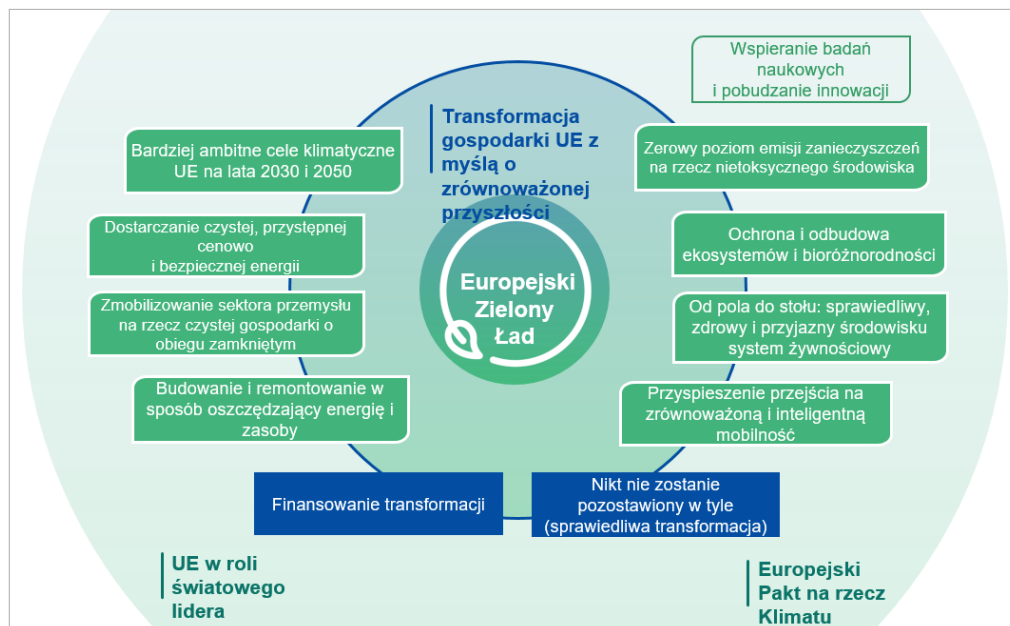 Wspieranie badań
naukowych
i pobudzanie innowacji
Transformacja
gospodarki UE z
myślą o
zrównoważonej
przyszłości
Bardziej ambitne cele klimatyczne
UE na lata 2030 i 2050
Zerowy poziom emisji zanieczyszczeń
na rzecz nietoksycznego środowiska
Dostarczanie czystej, przystępnej
cenowo
i bezpiecznej energii
Ochrona i odbudowa
ekosystemów i bioróżnorodności
Europejski
Zielony
Ład
Zmobilizowanie sektora przemysłu
na rzecz czystej gospodarki o
obiegu zamkniętym
Od pola do stołu: sprawiedliwy,
zdrowy i przyjazny środowisku
system żywnościowy
Budowanie i remontowanie w
sposób oszczędzający energię i
zasoby
Przyspieszenie przejścia na
zrównoważoną i inteligentną
mobilność
Finansowanie transformacji
Nikt nie zostanie
pozostawiony w tyle
(sprawiedliwa transformacja)
UE w roli
światowego
lidera
Europejski
Pakt na rzecz
Klimatu